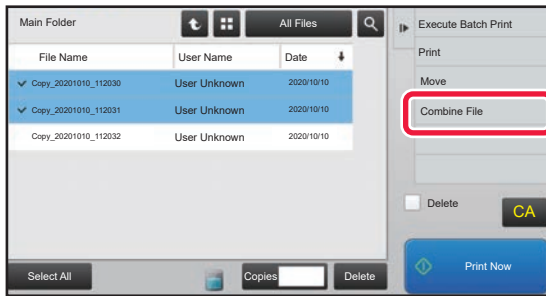 Main Folder
All Files
File Name User Name Date
Copy_20201010_112030 User Unknown 2020/10/10
Copy_20201010_112031 User Unknown 2020/10/10
Copy_20201010_112032 User Unknown 2020/10/10
Select All
Copies
Delete
Execute Batch Print
Print
Move
Combine File
Delete
CA
Print Now